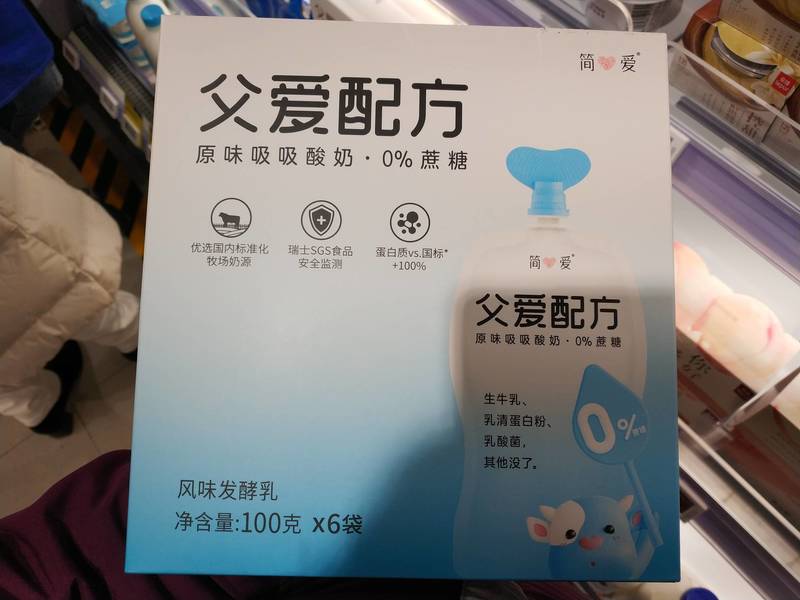 简爱
父爱配方
原味吸吸酸奶·0%蔗糖
优选国内标准化
牧场奶源
瑞士SGS食品
安全监测
蛋白质vs.国标*
+100%
简爱
父爱配方
原味吸吸酸奶·0%蔗糖
生牛乳、
乳清蛋白粉、
乳酸菌，
其他没了。
0%蔗糖
风味发酵乳
净含量:100克 x6袋